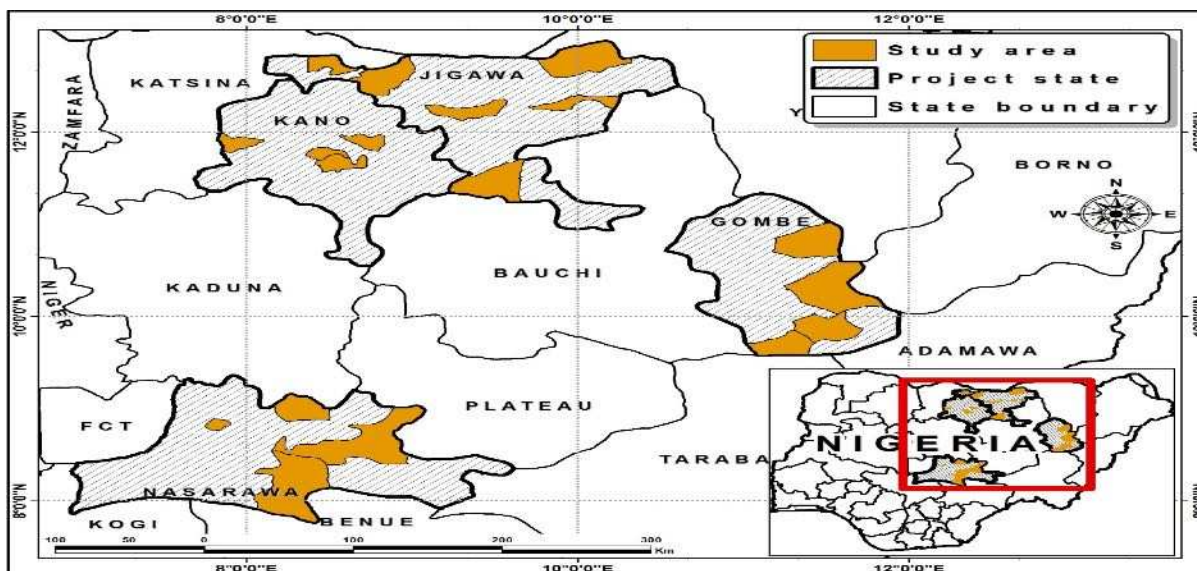 8°0'0"E 10°0'0"E 12°0'0"E
Study area
Project state
State boundary
KATSINA
JIGAWA
ZAMFARA
KANO
Y
12°0'0"N 12°0'0"N
BORNO
N
W E
S
GOMBE
BAUCHI
KADUNA
NIGER
10°0'0"N
ADAMAWA
PLATEAU
FCT
NIGERIA
TARABA
NASARAWA
8°0'0"N
KOGI
BENUE
100 50 0 100 200 300
Km
8°0'0"E 10°0'0"E 12°0'0"E